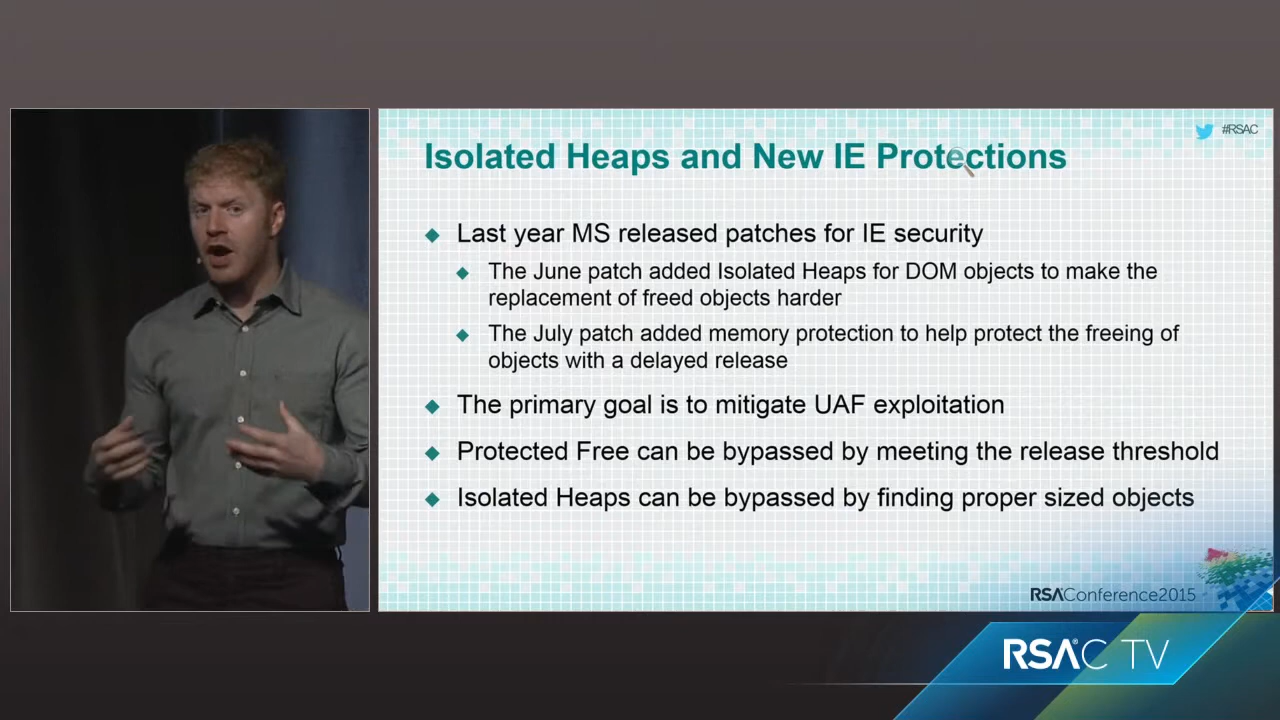 #RSAC
Isolated Heaps and New IE Protections
◆ Last year MS released patches for IE security
◆ The June patch added Isolated Heaps for DOM objects to make the
replacement of freed objects harder
◆ The July patch added memory protection to help protect the freeing of
objects with a delayed release
◆ The primary goal is to mitigate UAF exploitation
◆ Protected Free can be bypassed by meeting the release threshold
◆ Isolated Heaps can be bypassed by finding proper sized objects
RSAConference2015
RSAC TV